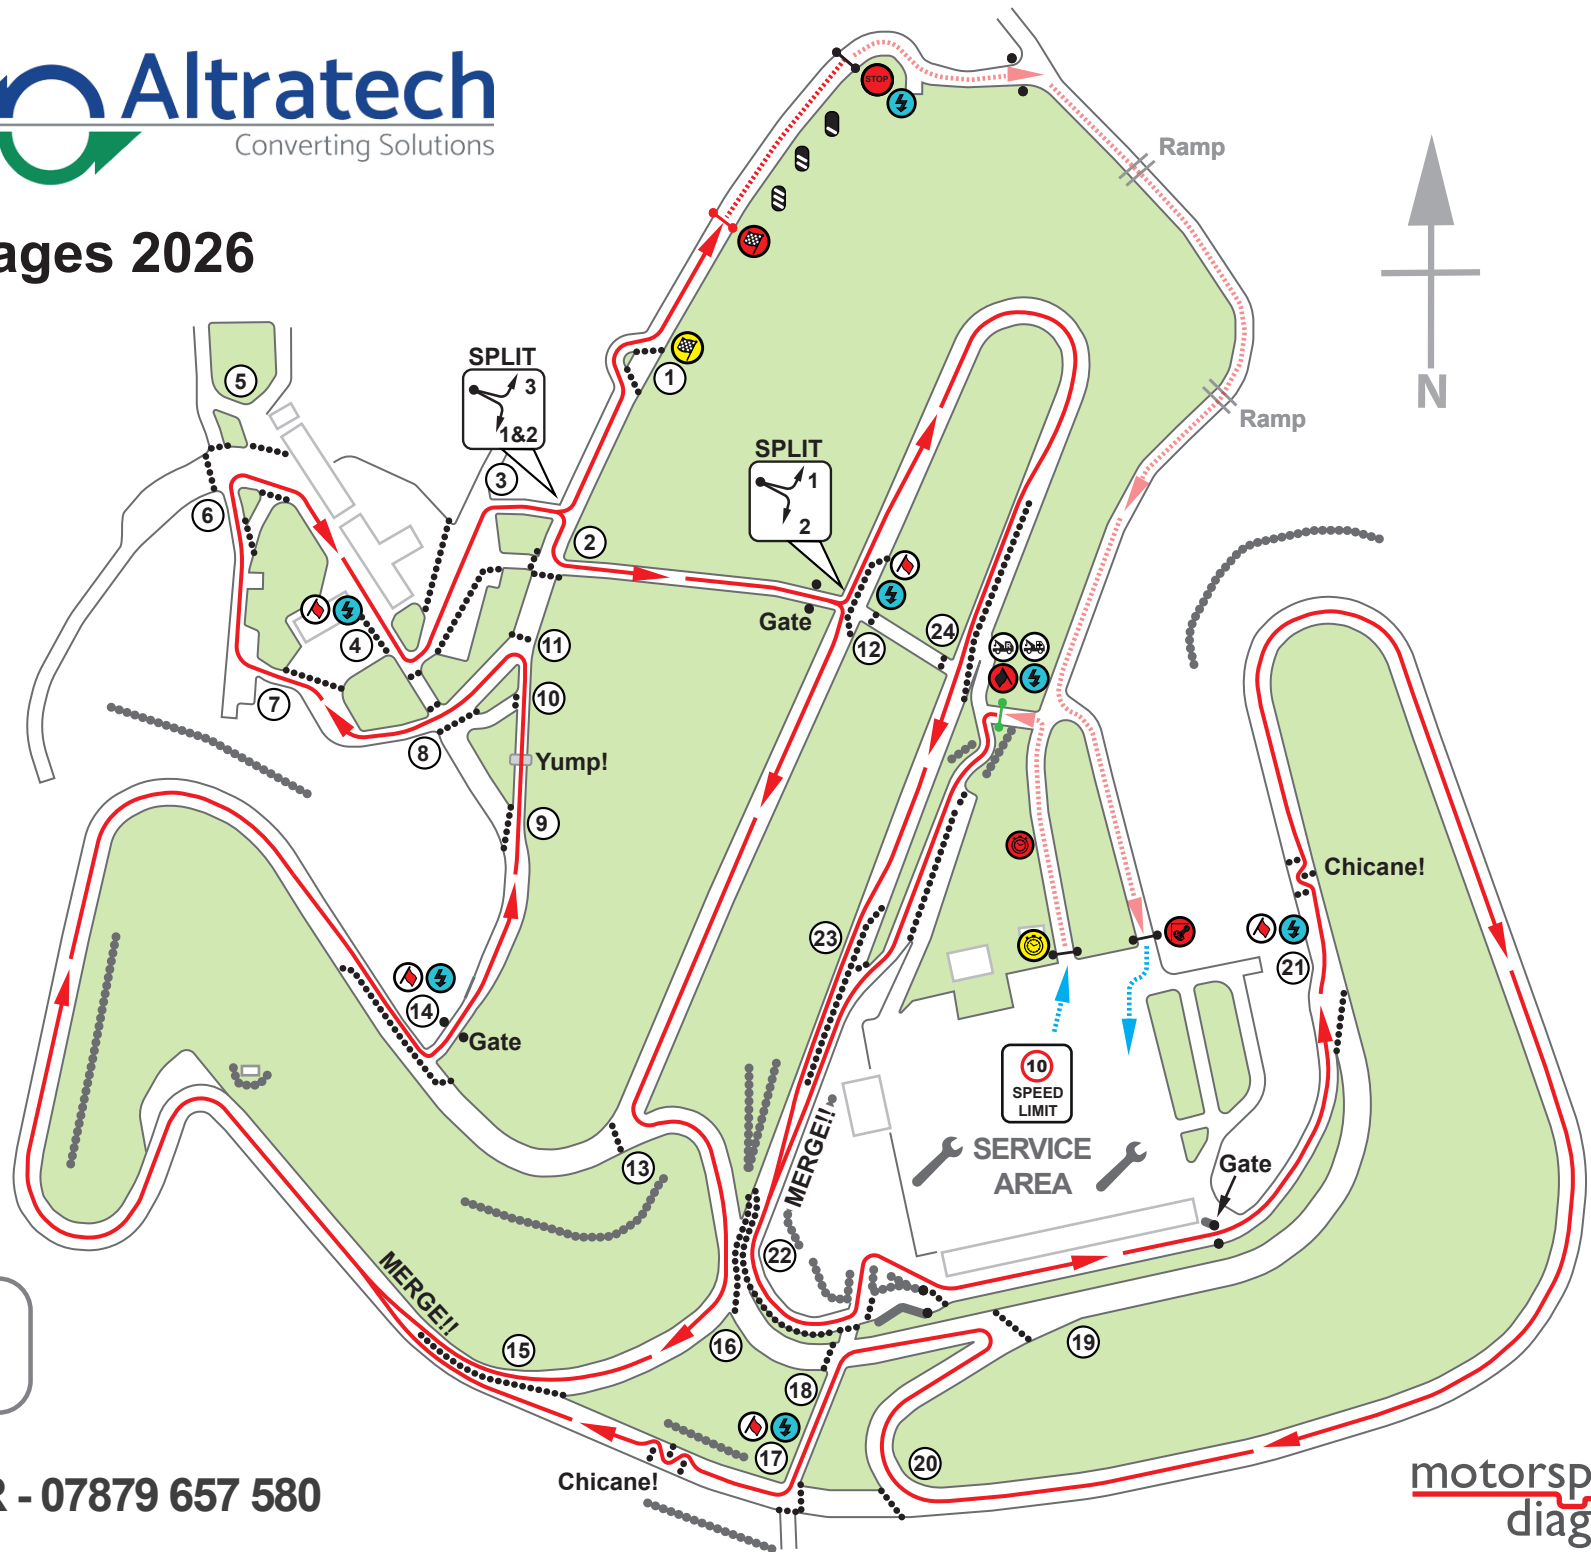 Altratech
Converting Solutions
ages 2026
STOP
Ramp
N
Ramp
SPLIT
3
1&2
SPLIT
1
2
1
2
3
4
5
6
7
8
9
10
11
12
13
14
15
16
17
18
19
20
21
22
23
24
Gate
Yump!
Gate
Chicane!
10
SPEED
LIMIT
SERVICE
AREA
Gate
MERGE!!
MERGE!!
Chicane!
R - 07879 657 580
motorsp
diag